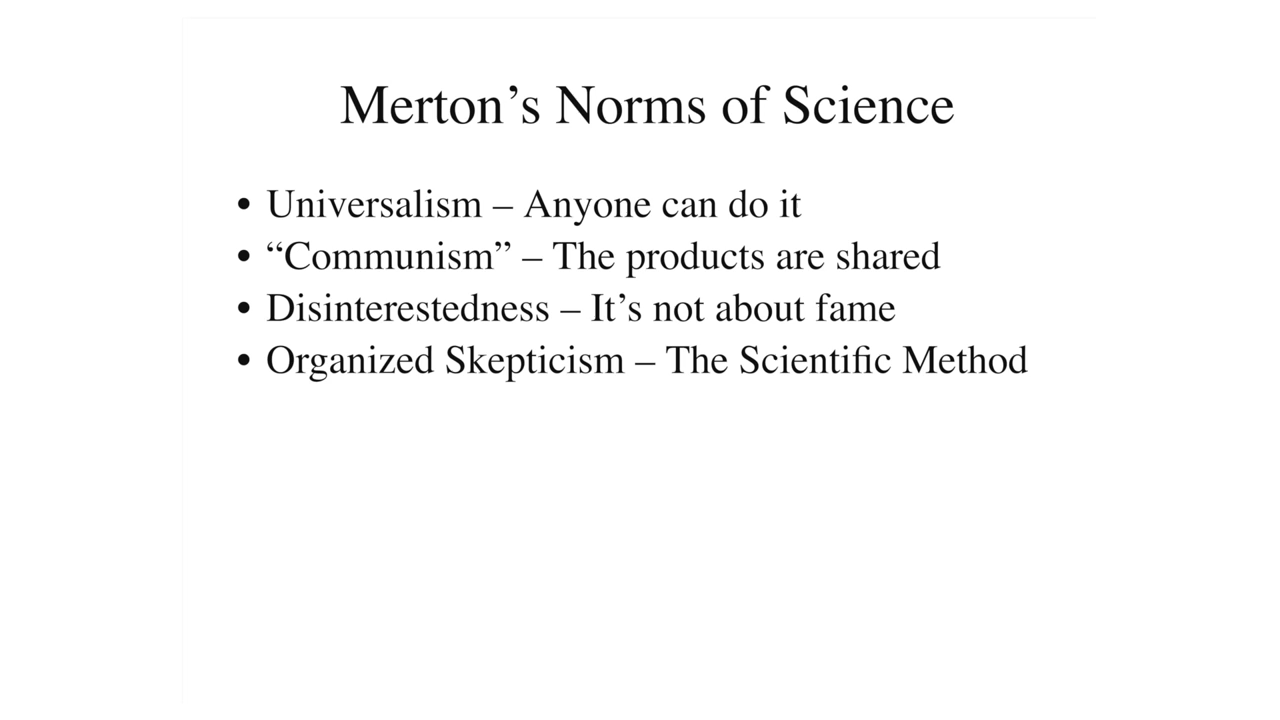 Merton’s Norms of Science
• Universalism – Anyone can do it
• “Communism” – The products are shared
• Disinterestedness – It’s not about fame
• Organized Skepticism – The Scientific Method